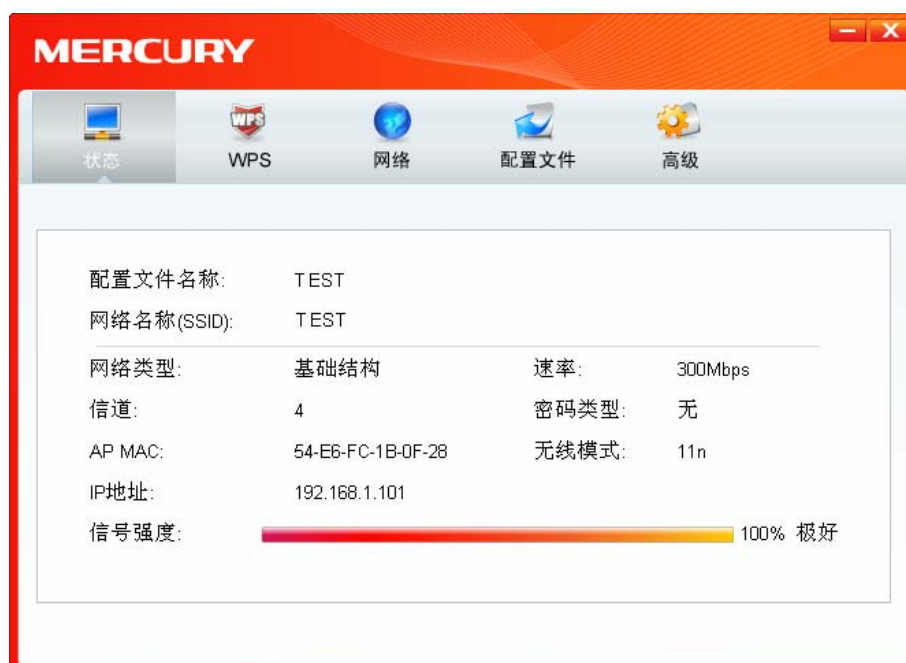 MERCURY
状态 WPS 网络 配置文件 高级
配置文件名称: TEST
网络名称(SSID): TEST
网络类型: 基础结构 速率: 300Mbps
信道: 4 密码类型: 无
AP MAC: 54-E6-FC-1B-0F-28 无线模式: 11n
IP地址: 192.168.1.101
信号强度: 100% 极好